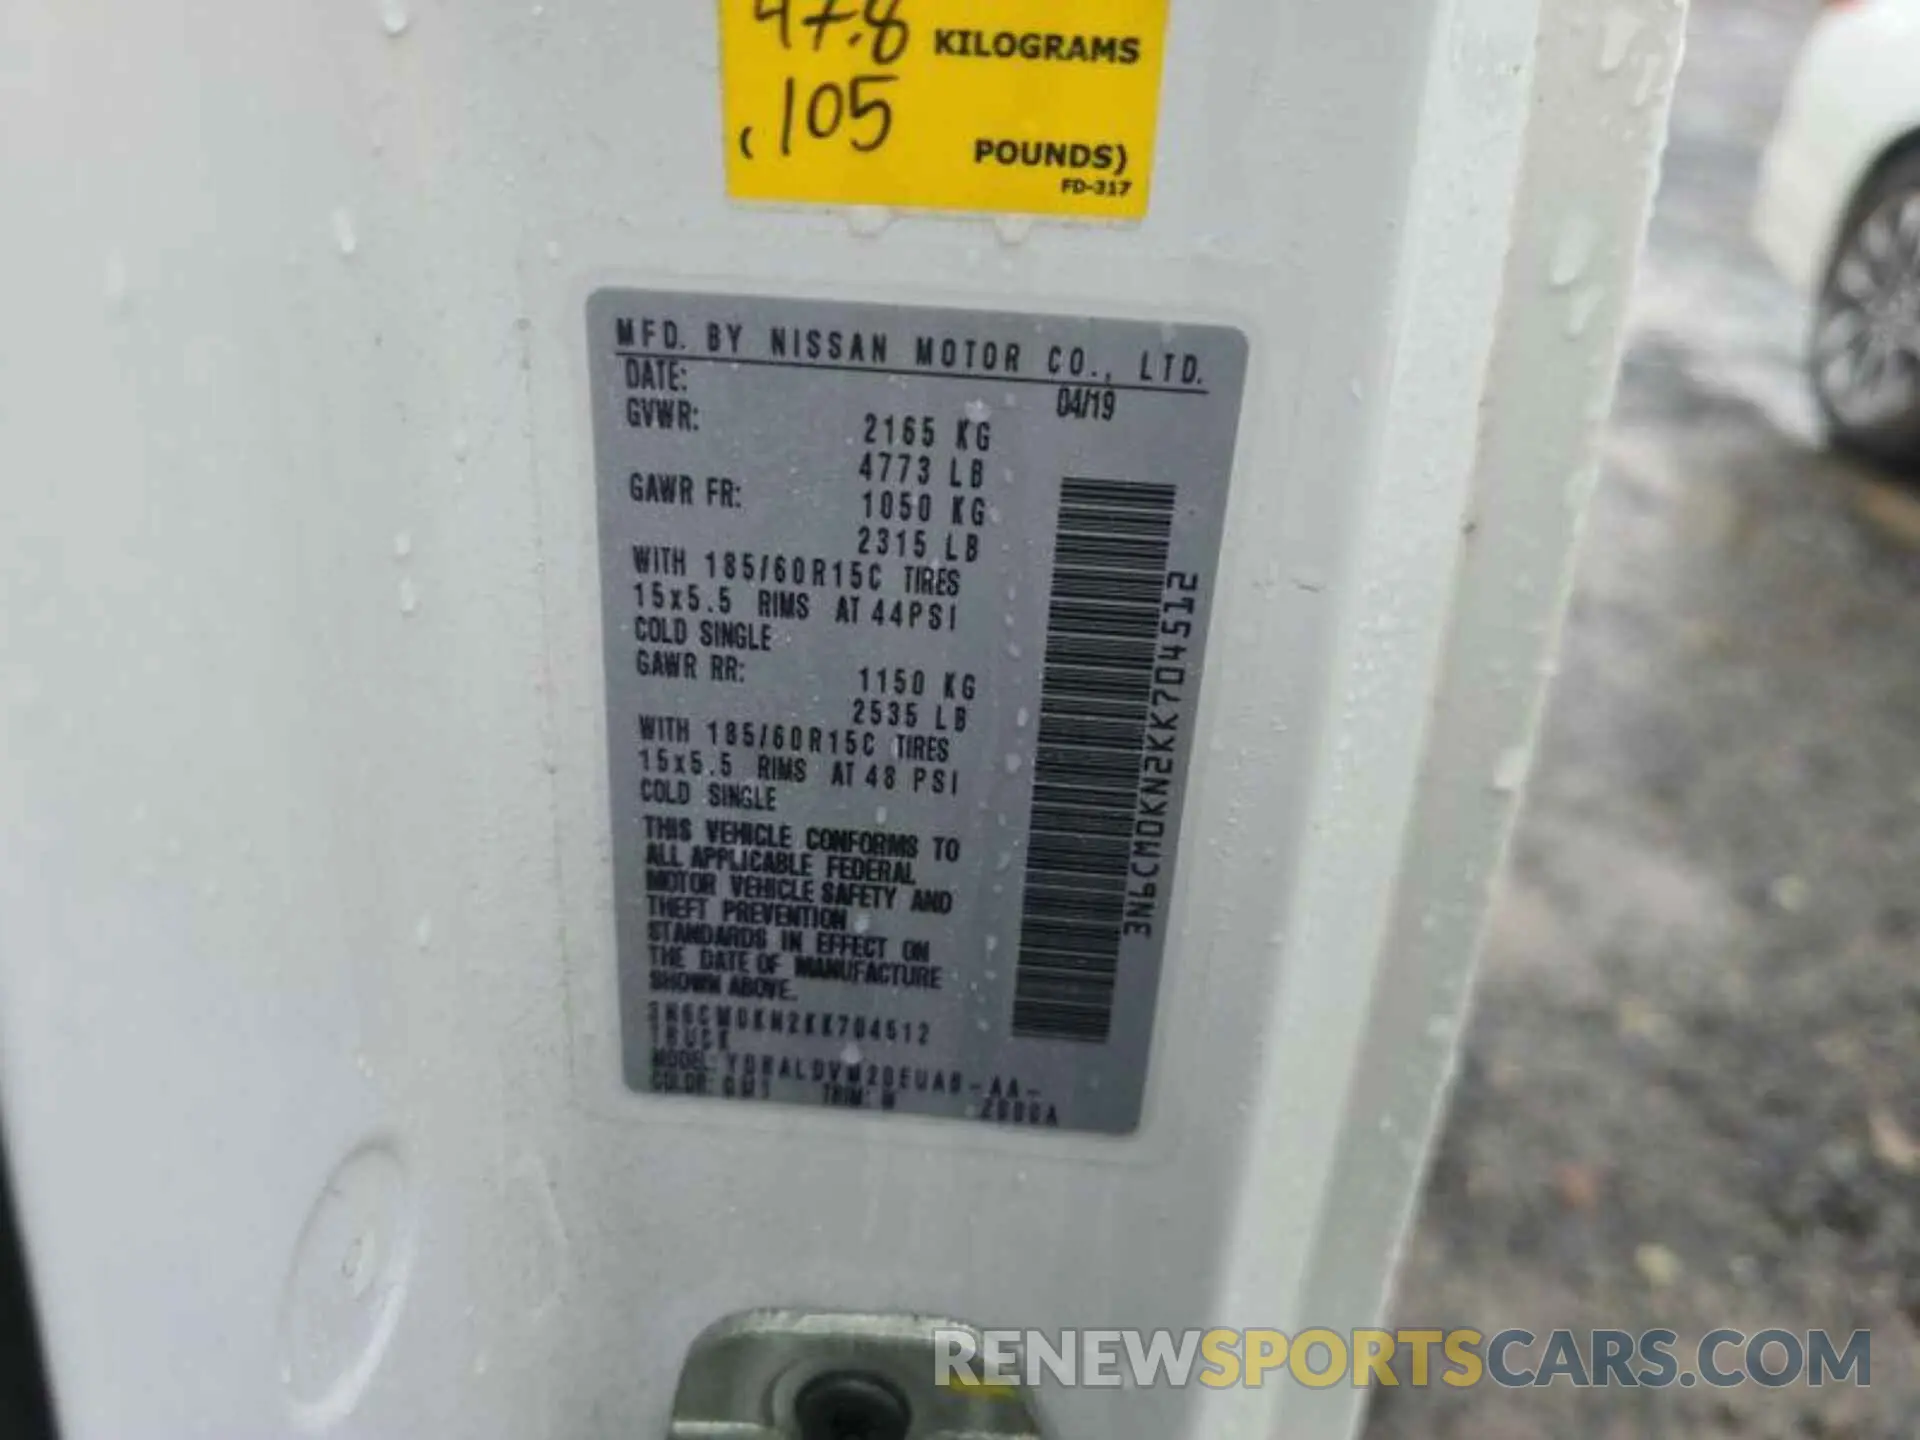 47.8 KILOGRAMS
(105 POUNDS)
FD-317
MFD. BY NISSAN MOTOR CO., LTD.
DATE: 04/19
GVWR: 2165 KG
4773 LB
GAWR FR: 1050 KG
2315 LB
WITH 185/60R15C TIRES
15x5.5 RIMS AT 44PSI
COLD SINGLE
GAWR RR: 1150 KG
2535 LB
WITH 185/60R15C TIRES
15x5.5 RIMS AT 48 PSI
COLD SINGLE
THIS VEHICLE CONFORMS TO
ALL APPLICABLE FEDERAL
MOTOR VEHICLE SAFETY AND
THEFT PREVENTION
STANDARDS IN EFFECT ON
THE DATE OF MANUFACTURE
SHOWN ABOVE.
3N6CM0KN2KK704512
TRUCK
MODEL:
COLOR: QM1 TRIM:
3N6CM0KN2KK704512
RENEWSPORTSCARS.COM